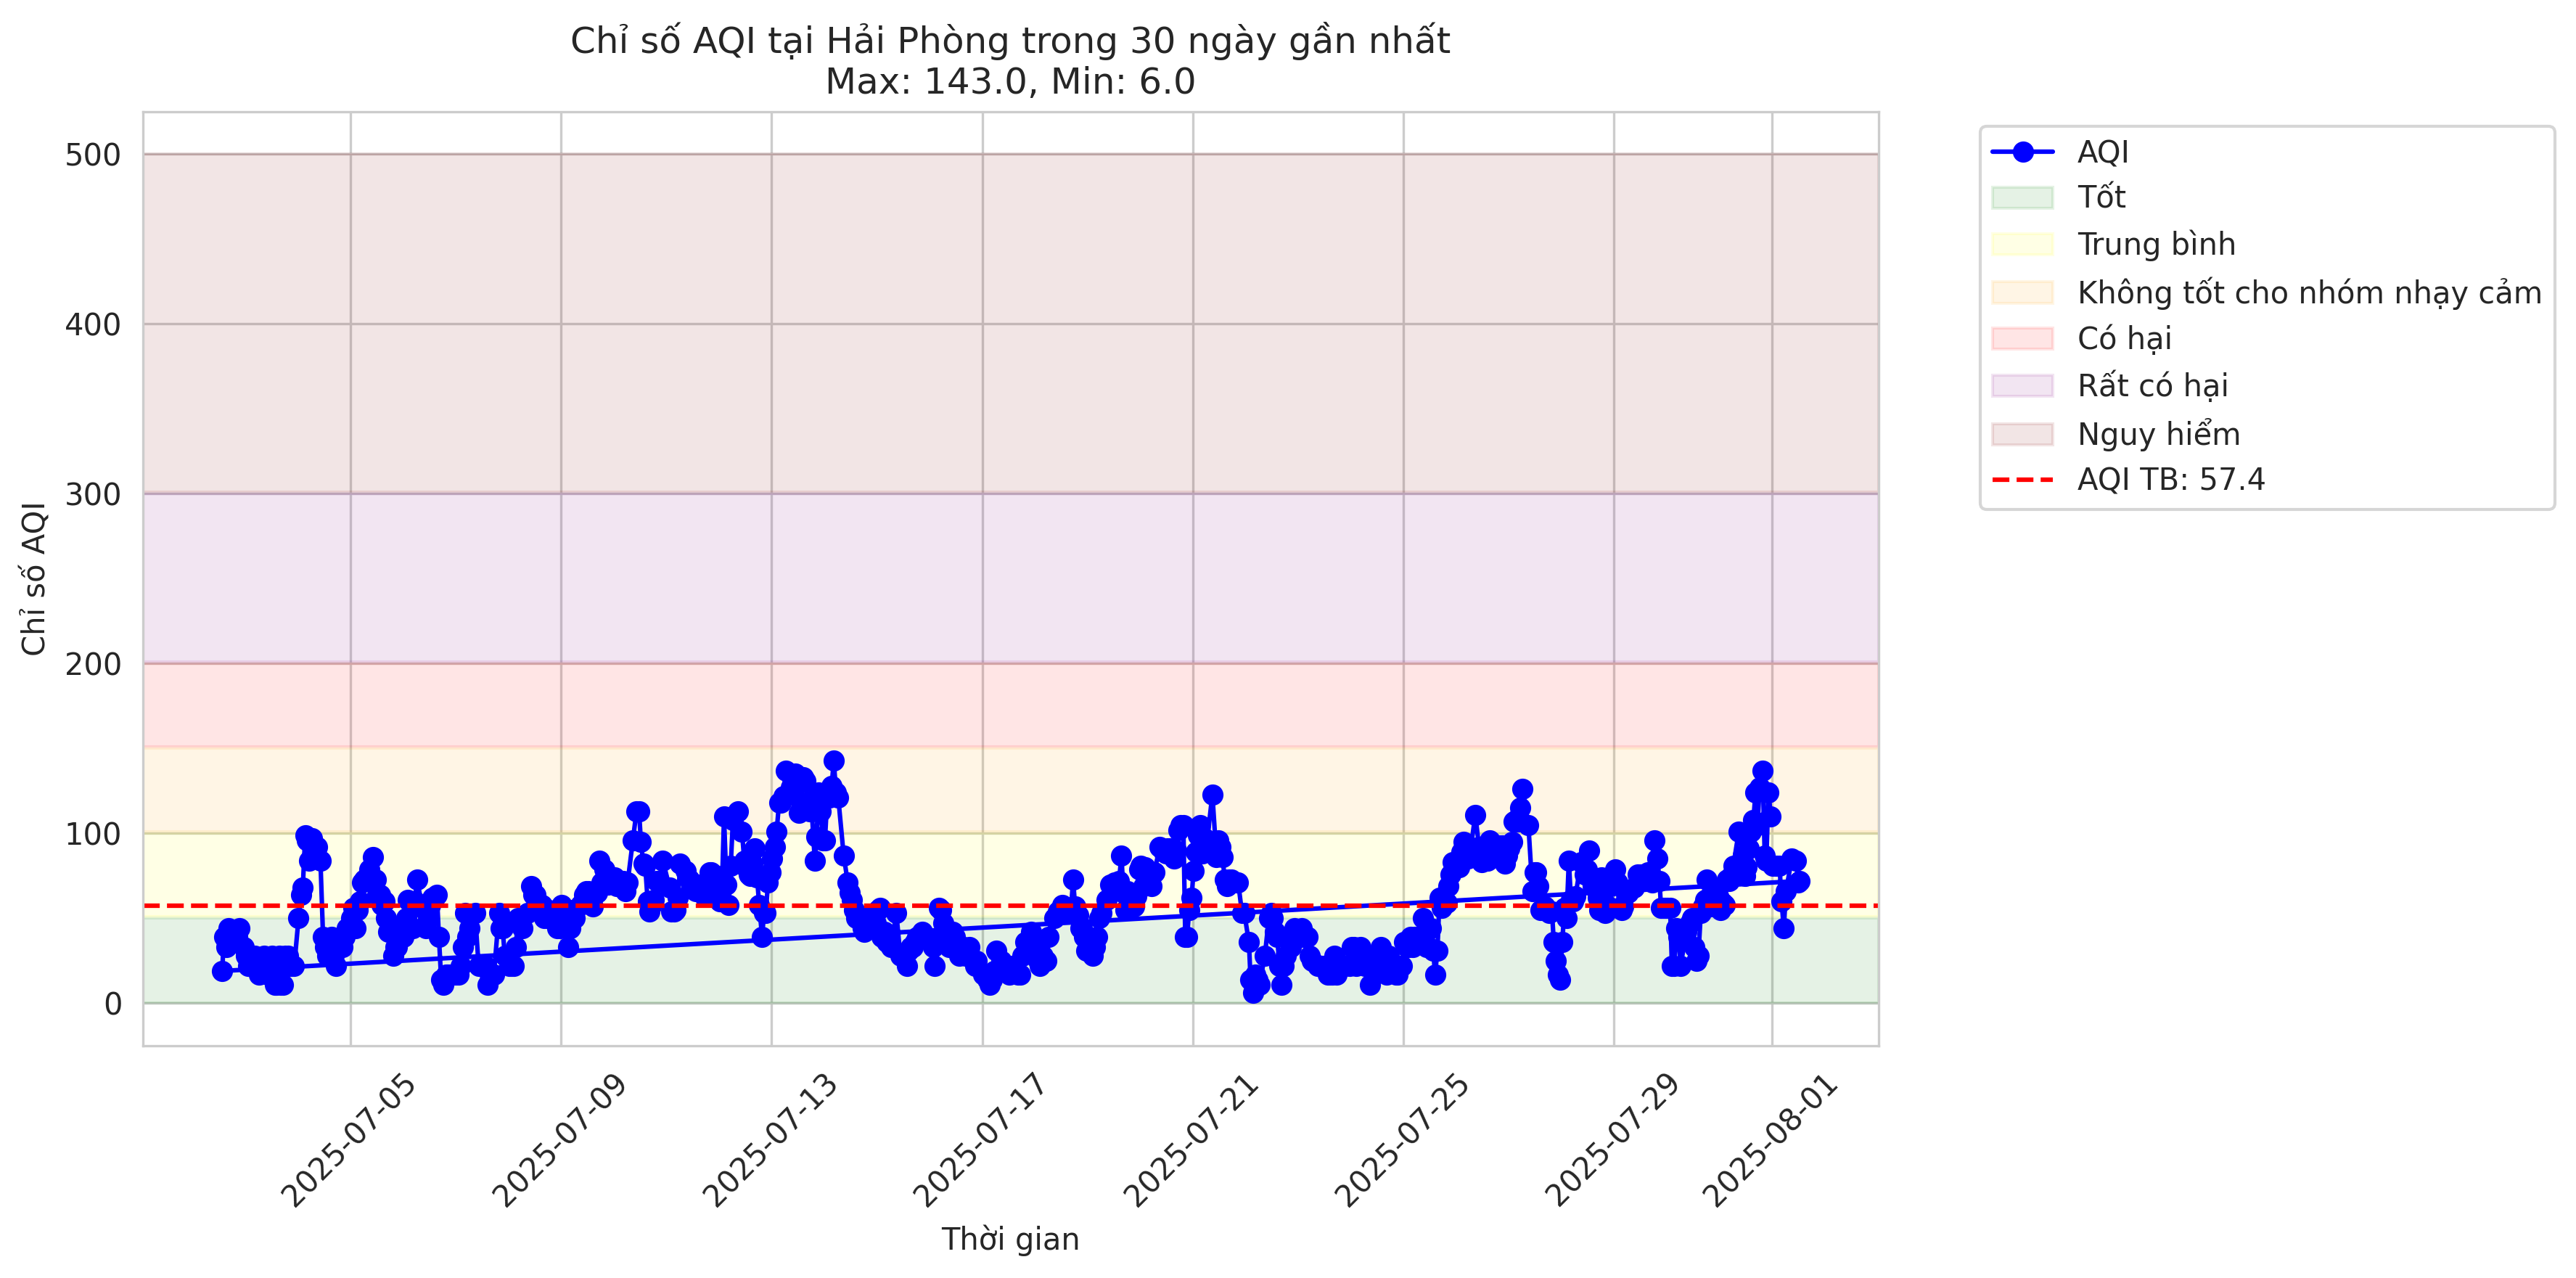 Chỉ số AQI tại Hải Phòng trong 30 ngày gần nhất
Max: 143.0, Min: 6.0
Chỉ số AQI
500
400
300
200
100
0
2025-07-05
2025-07-09
2025-07-13
2025-07-17
2025-07-21
2025-07-25
2025-07-29
2025-08-01
Thời gian
AQI
Tốt
Trung bình
Không tốt cho nhóm nhạy cảm
Có hại
Rất có hại
Nguy hiểm
AQI TB: 57.4